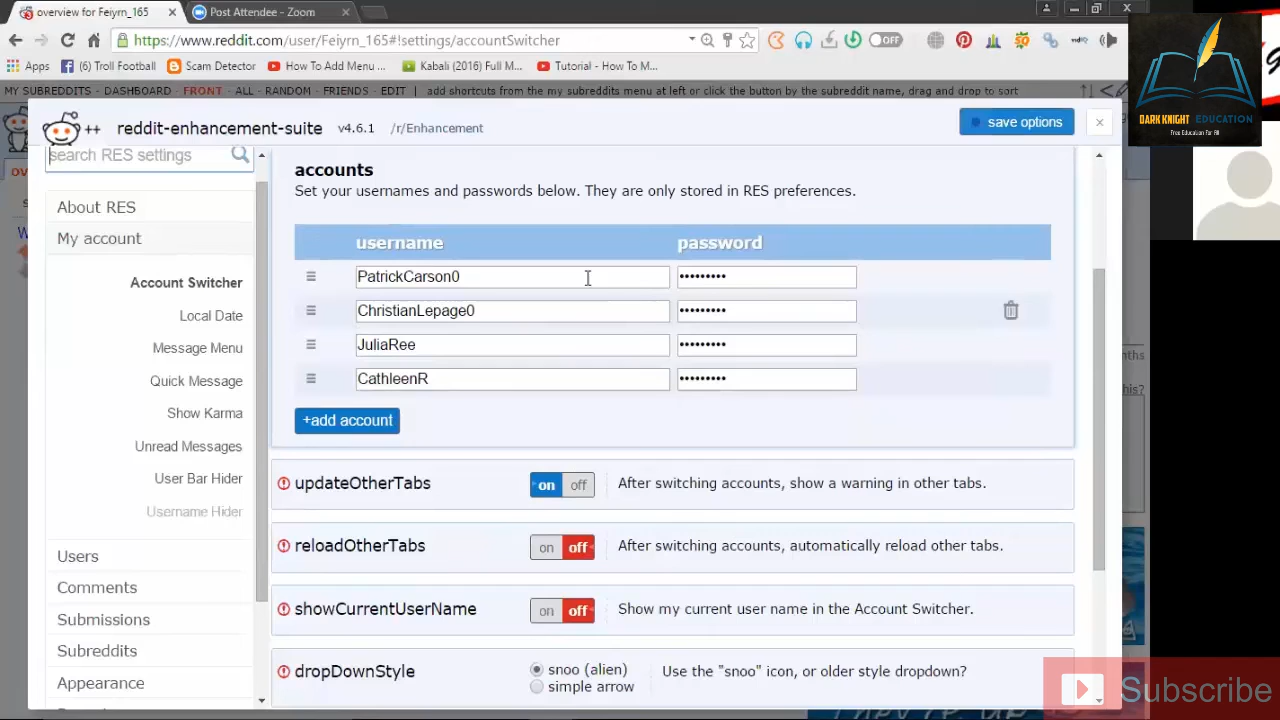 overview for Feiyrn_165
Post Attendee - Zoom
https://www.reddit.com/user/Feiyrn_165#!settings/accountSwitcher
OFF
Apps
(6) Troll Football
Scam Detector
How To Add Menu ...
Kabali (2016) Full M...
Tutorial - How To M...
MY SUBREDDITS - DASHBOARD - FRONT - ALL - RANDOM - FRIENDS - EDIT | add shortcuts from the my subreddits menu at left or click the button by the subreddit name, drag and drop to sort
DARK KNIGHT EDUCATION
Free Education For All
++ reddit-enhancement-suite v4.6.1 /r/Enhancement
save options
search RES settings
About RES
My account
Account Switcher
Local Date
Message Menu
Quick Message
Show Karma
Unread Messages
User Bar Hider
Username Hider
Users
Comments
Submissions
Subreddits
Appearance
accounts
Set your usernames and passwords below. They are only stored in RES preferences.
username password
PatrickCarson0 •••••••••
ChristianLepage0 •••••••••
JuliaRee •••••••••
CathleenR •••••••••
+add account
updateOtherTabs on off After switching accounts, show a warning in other tabs.
reloadOtherTabs on off After switching accounts, automatically reload other tabs.
showCurrentUserName on off Show my current user name in the Account Switcher.
dropDownStyle snoo (alien) Use the "snoo" icon, or older style dropdown?
simple arrow
nths
this?
Subscribe